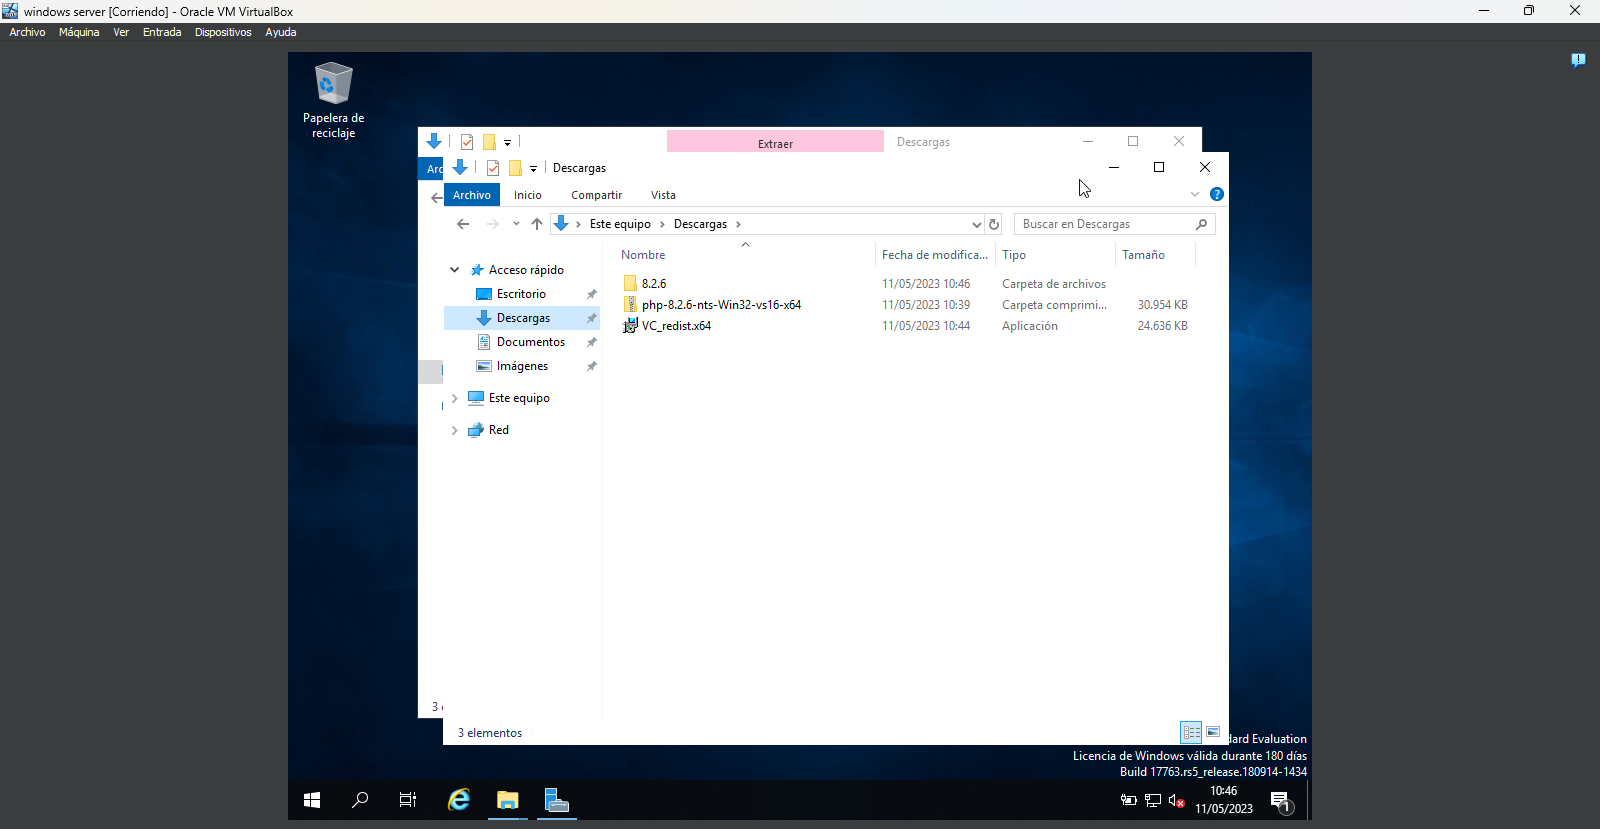 windows server [Corriendo] - Oracle VM VirtualBox
Archivo Máquina Ver Entrada Dispositivos Ayuda
Papelera de
reciclaje
Extraer Descargas
Arc
Descargas
Archivo Inicio Compartir Vista
Este equipo Descargas
Buscar en Descargas
Nombre Fecha de modifica... Tipo Tamaño
Acceso rápido
Escritorio
Descargas
Documentos
Imágenes
Este equipo
Red
8.2.6 11/05/2023 10:46 Carpeta de archivos
php-8.2.6-nts-Win32-vs16-x64 11/05/2023 10:39 Carpeta comprimi... 30.954 KB
VC_redist.x64 11/05/2023 10:44 Aplicación 24.636 KB
3
3 elementos
dard Evaluation
Licencia de Windows válida durante 180 días
Build 17763.rs5_release.180914-1434
10:46
11/05/2023
1